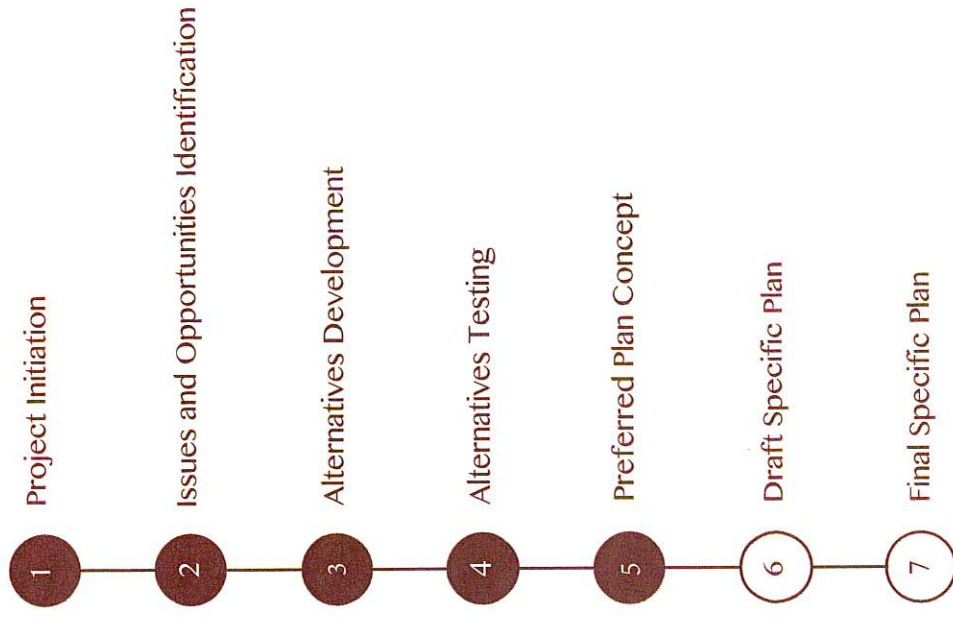 1 Project Initiation
2 Issues and Opportunities Identification
3 Alternatives Development
4 Alternatives Testing
5 Preferred Plan Concept
6 Draft Specific Plan
7 Final Specific Plan